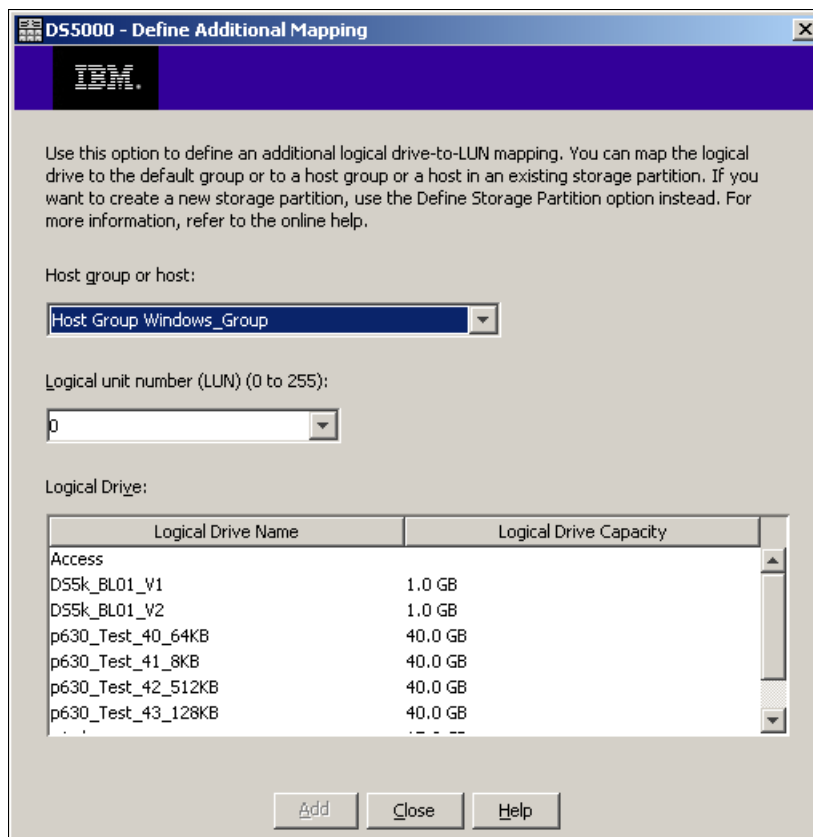 DS5000 - Define Additional Mapping
IBM.
Use this option to define an additional logical drive-to-LUN mapping. You can map the logical
drive to the default group or to a host group or a host in an existing storage partition. If you
want to create a new storage partition, use the Define Storage Partition option instead. For
more information, refer to the online help.
Host group or host:
Host Group Windows_Group
Logical unit number (LUN) (0 to 255):
0
Logical Drive:
Logical Drive Name Logical Drive Capacity
Access
DS5k_BL01_V1 1.0 GB
DS5k_BL01_V2 1.0 GB
p630_Test_40_64KB 40.0 GB
p630_Test_41_8KB 40.0 GB
p630_Test_42_512KB 40.0 GB
p630_Test_43_128KB 40.0 GB
Add Close Help